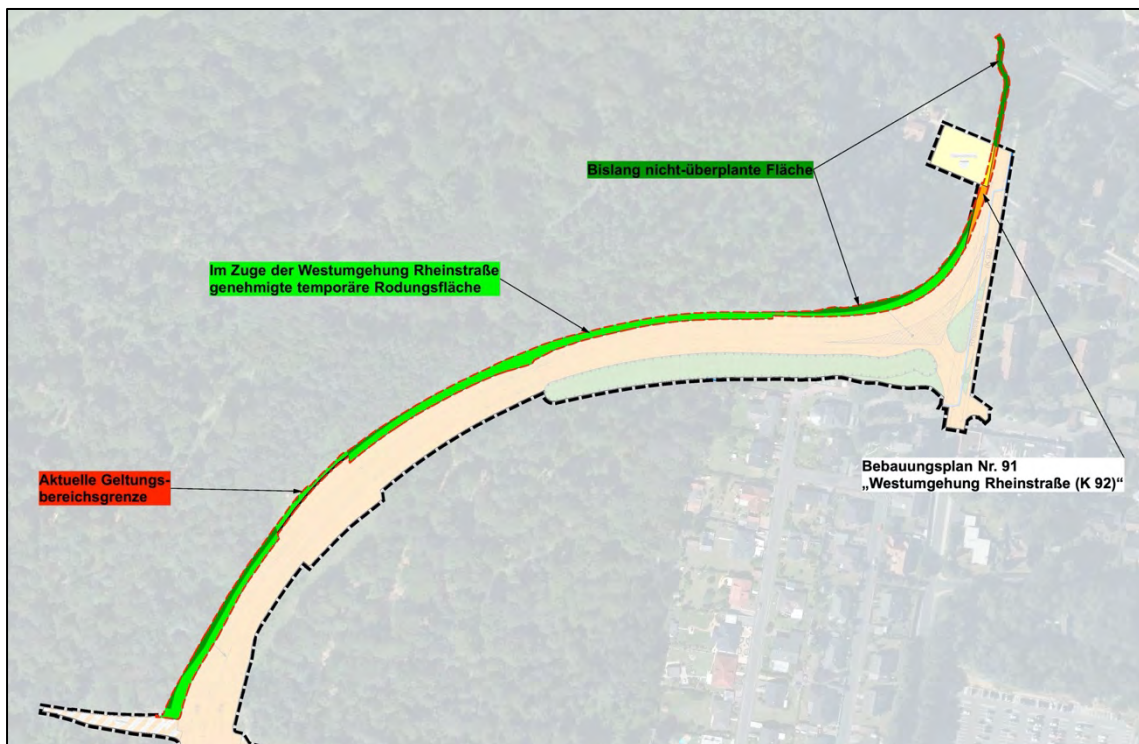 Bislang nicht-überplante Fläche
Im Zuge der Westumgehung Rheinstraße
genehmigte temporäre Rodungsfläche
Aktuelle Geltungs-
bereichsgrenze
Bebauungsplan Nr. 91
„Westumgehung Rheinstraße (K 92)“